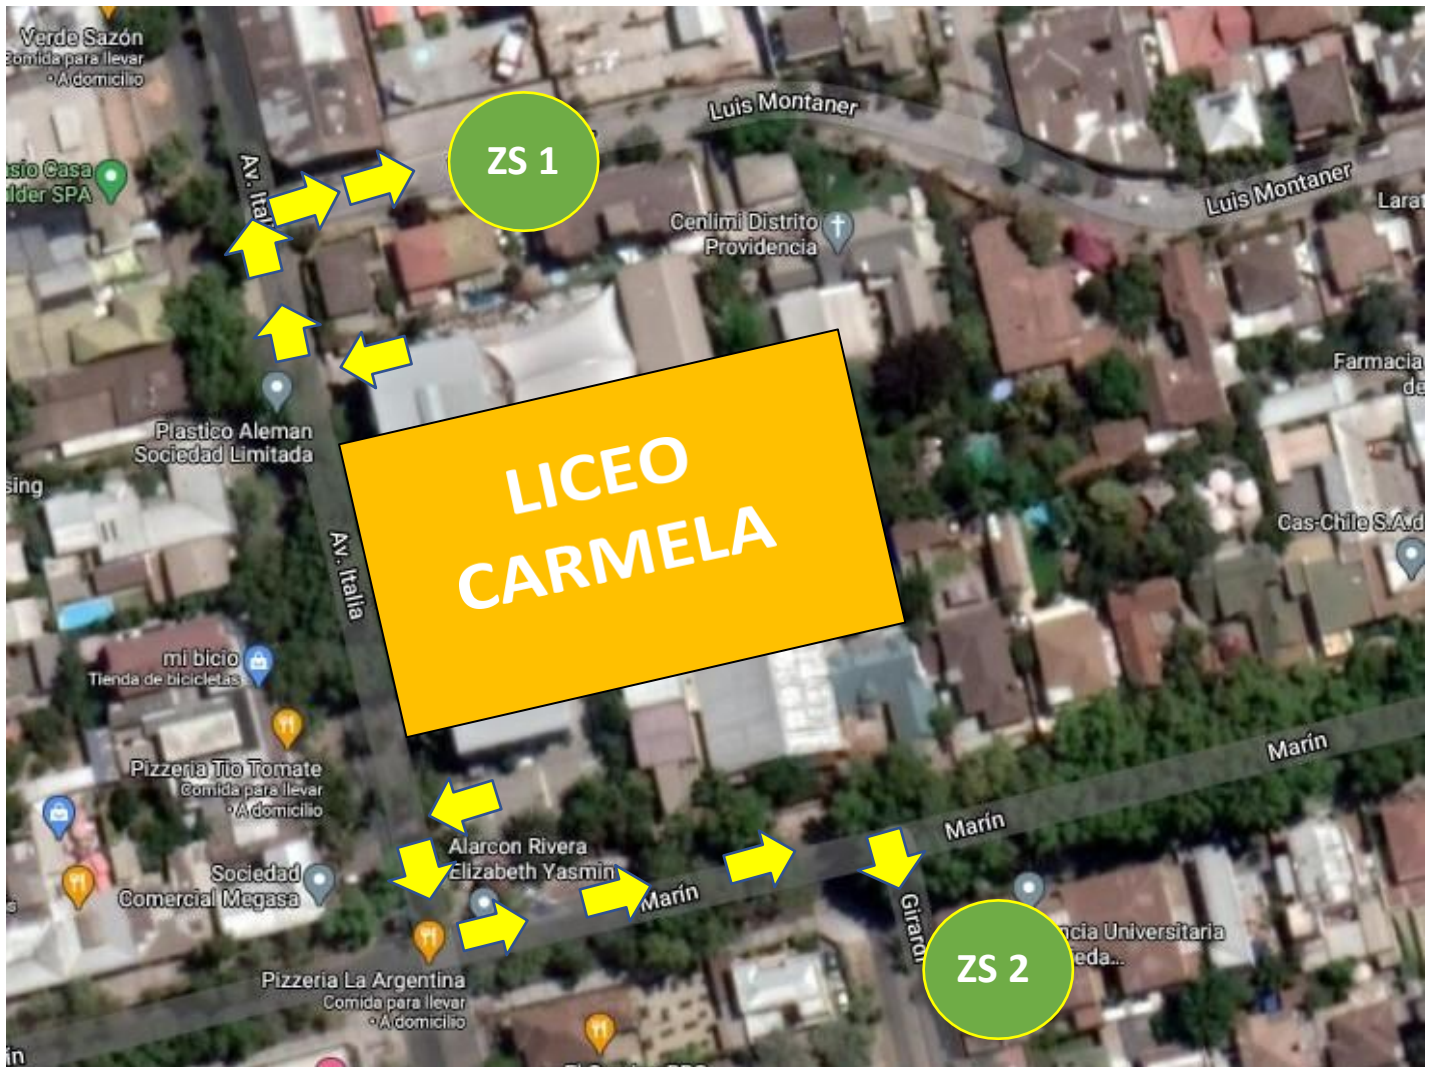 Verde Sazón
Comida para llevar
• A domicilio
Luis Montaner
ZS 1
Av. Ital
sio Casa
ilder SPA
Luis Montaner
Cenlimi Distrito
Providencia
Farmacia
de
Plastico Aleman
Sociedad Limitada
LICEO
CARMELA
sing
Cas-Chile S.A.d
Av. Italia
mi bicio
Tienda de bicicletas
Pizzeria Tio Tomate
Comida para llevar
• A domicilio
Marín
Marín
Alarcon Rivera
Elizabeth Yasmin
Sociedad
Comercial Megasa
Marín
Girardi
ncia Universitaria
eda...
ZS 2
Pizzeria La Argentina
Comida para llevar
• A domicilio
ín